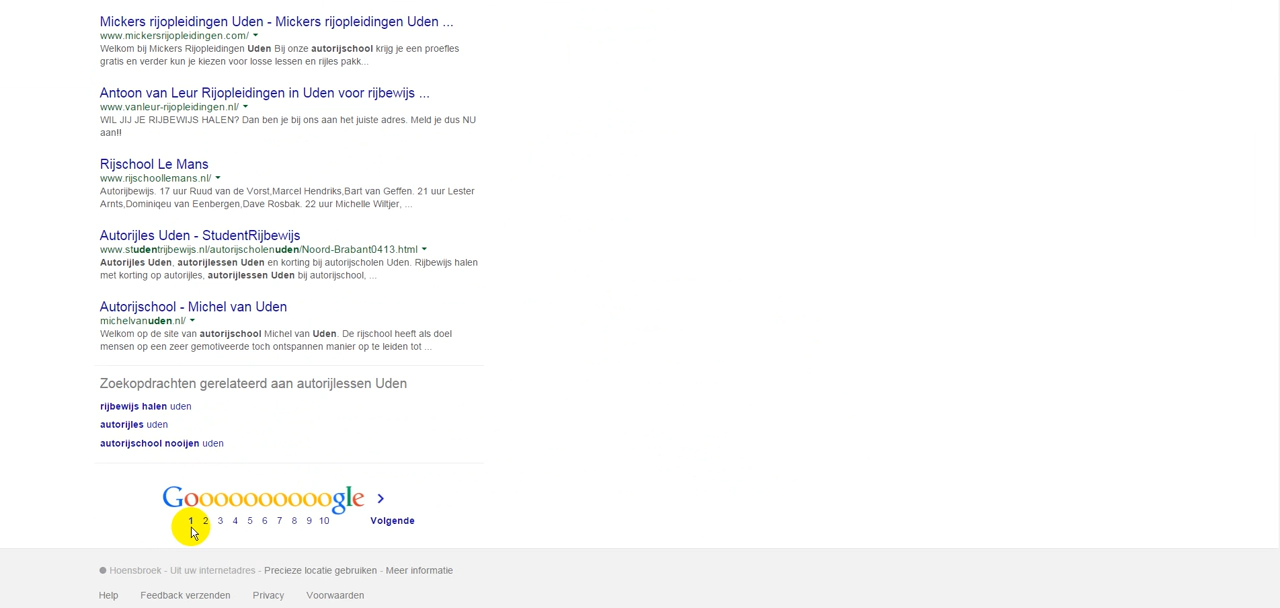 Mickers rijopleidingen Uden - Mickers rijopleidingen Uden ...
www.mickersrijopleidingen.com/
Welkom bij Mickers Rijopleidingen Uden Bij onze autorijschool krijg je een proefles
gratis en verder kun je kiezen voor losse lessen en rijles pakk...
Antoon van Leur Rijopleidingen in Uden voor rijbewijs ...
www.vanleur-rijopleidingen.nl/
WIL JIJ JE RIJBEWIJS HALEN? Dan ben je bij ons aan het juiste adres. Meld je dus NU
aan!!
Rijschool Le Mans
www.rijschoollemans.nl/
Autorijbewijs. 17 uur Ruud van de Vorst,Marcel Hendriks,Bart van Geffen. 21 uur Lester
Arnts,Dominiqeu van Eenbergen,Dave Rosbak. 22 uur Michelle Wiltjer, ...
Autorijles Uden - StudentRijbewijs
www.studentrijbewijs.nl/autorijscholenuden/Noord-Brabant0413.html
Autorijles Uden, autorijlessen Uden en korting bij autorijscholen Uden. Rijbewijs halen
met korting op autorijles, autorijlessen Uden bij autorijschool, ...
Autorijschool - Michel van Uden
michelvanuden.nl/
Welkom op de site van autorijschool Michel van Uden. De rijschool heeft als doel
mensen op een zeer gemotiveerde toch ontspannen manier op te leiden tot ...
Zoekopdrachten gerelateerd aan autorijlessen Uden
rijbewijs halen uden
autorijles uden
autorijschool nooijen uden
Goooooooooogle
1 2 3 4 5 6 7 8 9 10 Volgende
Hoensbroek - Uit uw internetadres - Precieze locatie gebruiken - Meer informatie
Help Feedback verzenden Privacy Voorwaarden